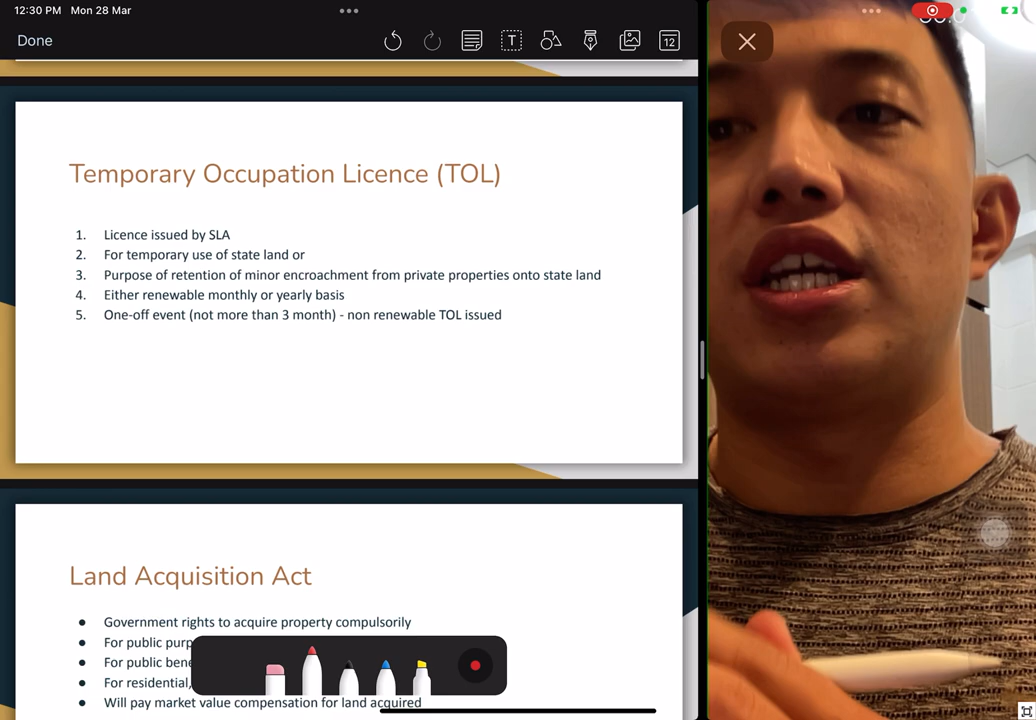 12:30 PM Mon 28 Mar
Done
T
12
Temporary Occupation Licence (TOL)
1. Licence issued by SLA
2. For temporary use of state land or
3. Purpose of retention of minor encroachment from private properties onto state land
4. Either renewable monthly or yearly basis
5. One-off event (not more than 3 month) - non renewable TOL issued
Land Acquisition Act
● Government rights to acquire property compulsorily
● For public
● For public
● For residential,
● Will pay market value compensation for land acquired